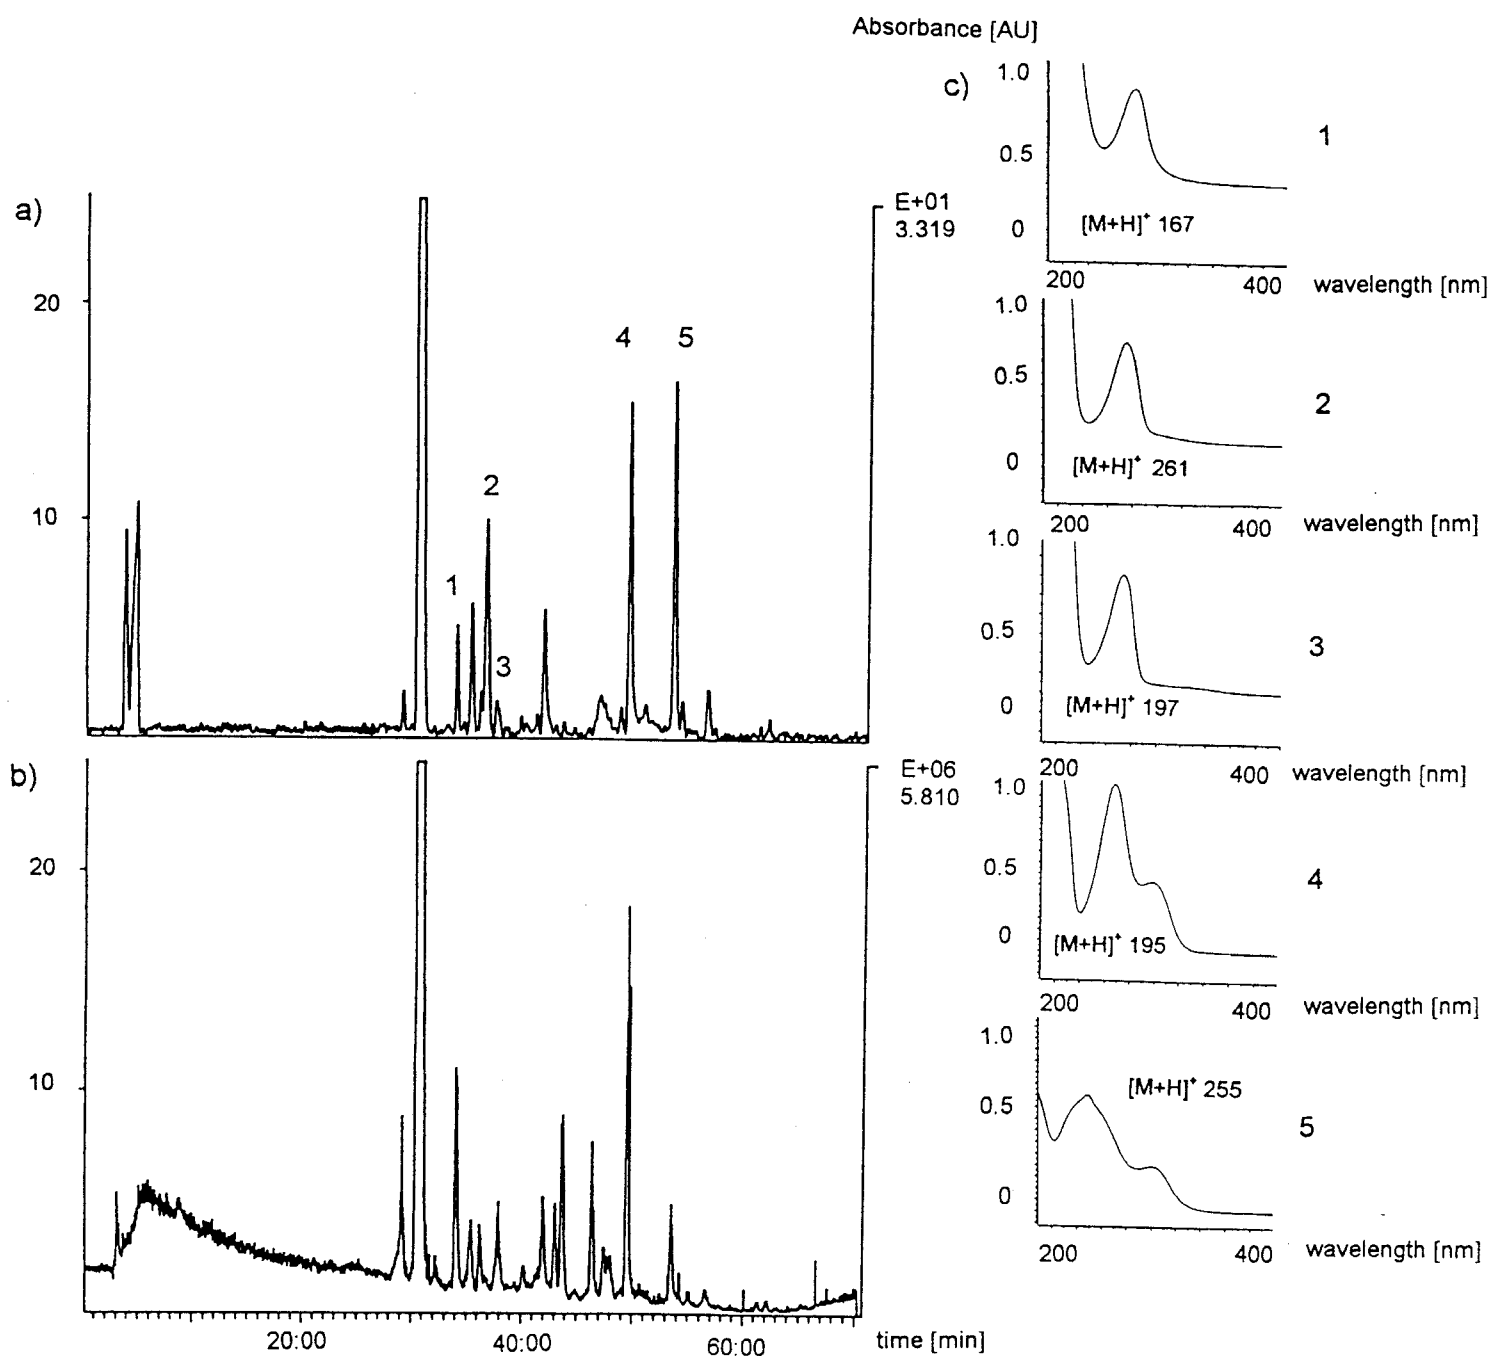 a)
20
10
1
2
3
4
5
E+01
3.319
b)
20
10
E+06
5.810
20:00
40:00
60:00
time [min]
Absorbance [AU]
c)
1.0
0.5
0
[M+H]⁺ 167
1
200
400
wavelength [nm]
1.0
0.5
0
[M+H]⁺ 261
2
200
400
wavelength [nm]
1.0
0.5
0
[M+H]⁺ 197
3
200
400
wavelength [nm]
1.0
0.5
0
[M+H]⁺ 195
4
200
400
wavelength [nm]
1.0
0.5
0
[M+H]⁺ 255
5
200
400
wavelength [nm]